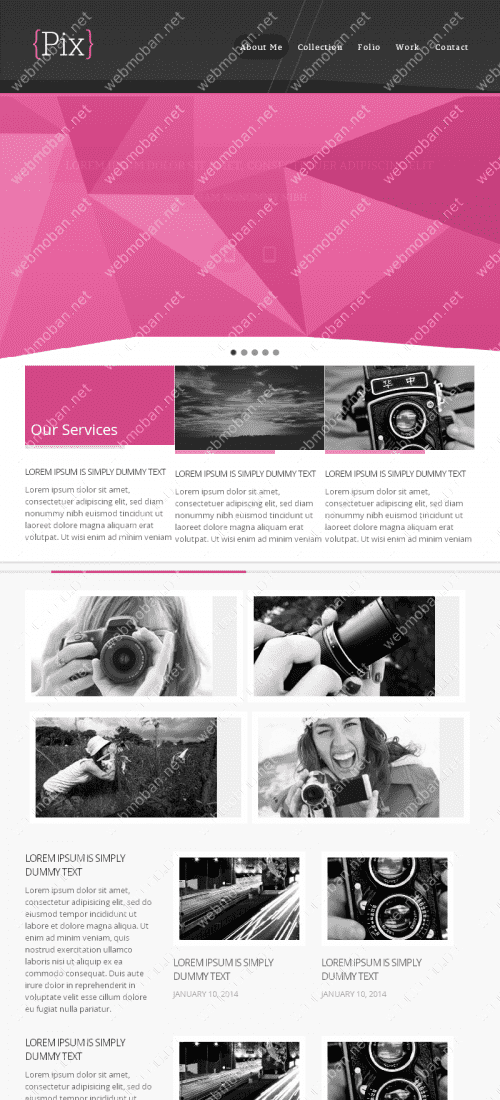 {Pix}
About Me Collection Folio Work Contact
LOREM IPSUM DOLOR SIT AMET, CONSECTETUER ADIPISCING ELIT
NONUMMY NIBH
华 中
Our Services
LOREM IPSUM IS SIMPLY DUMMY TEXT
Lorem ipsum dolor sit amet,
consectetuer adipiscing elit, sed diam
nonummy nibh euismod tincidunt ut
laoreet dolore magna aliquam erat
volutpat. Ut wisi enim ad minim veniam
LOREM IPSUM IS SIMPLY DUMMY TEXT
Lorem ipsum dolor sit amet,
consectetuer adipiscing elit, sed diam
nonummy nibh euismod tincidunt ut
laoreet dolore magna aliquam erat
volutpat. Ut wisi enim ad minim veniam
LOREM IPSUM IS SIMPLY DUMMY TEXT
Lorem ipsum dolor sit amet,
consectetuer adipiscing elit, sed diam
nonummy nibh euismod tincidunt ut
laoreet dolore magna aliquam erat
volutpat. Ut wisi enim ad minim veniam
LOREM IPSUM IS SIMPLY
DUMMY TEXT
Lorem ipsum dolor sit amet,
consectetur adipiscing elit, sed do
eiusmod tempor incididunt ut
labore et dolore magna aliqua. Ut
enim ad minim veniam, quis
nostrud exercitation ullamco
laboris nisi ut aliquip ex ea
commodo consequat. Duis aute
irure dolor in reprehenderit in
voluptate velit esse cillum dolore
eu fugiat nulla pariatur.
LOREM IPSUM IS SIMPLY
DUMMY TEXT
JANUARY 10, 2014
LOREM IPSUM IS SIMPLY
DUMMY TEXT
JANUARY 10, 2014
LOREM IPSUM IS SIMPLY
DUMMY TEXT
Lorem ipsum dolor sit amet,
consectetur adipiscing elit, sed do
webmoban.net